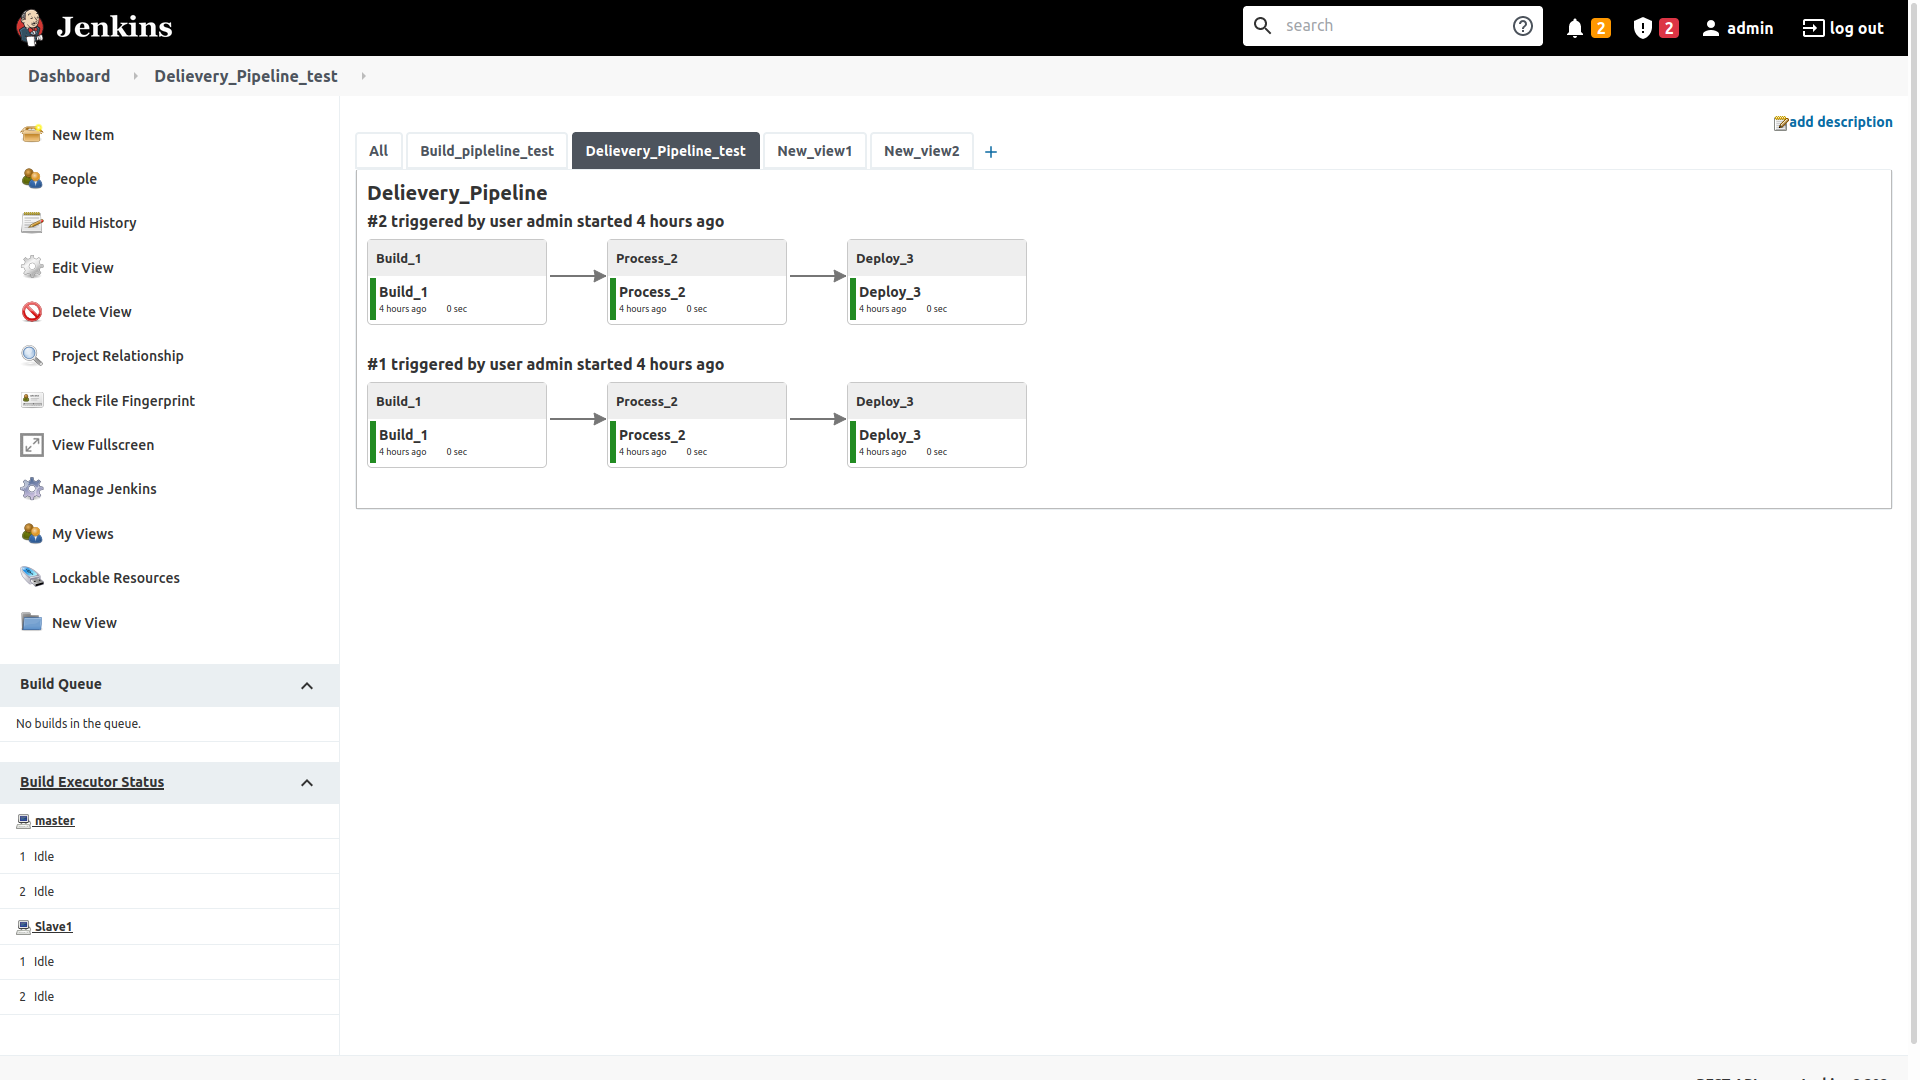 Jenkins
search
2
2
admin
log out
Dashboard
Delievery_Pipeline_test
New Item
People
Build History
Edit View
Delete View
Project Relationship
Check File Fingerprint
View Fullscreen
Manage Jenkins
My Views
Lockable Resources
New View
Build Queue
No builds in the queue.
Build Executor Status
master
1 Idle
2 Idle
Slave1
1 Idle
2 Idle
add description
All
Build_pipleline_test
Delievery_Pipeline_test
New_view1
New_view2
+
Delievery_Pipeline
#2 triggered by user admin started 4 hours ago
Build_1
Build_1
4 hours ago 0 sec
Process_2
Process_2
4 hours ago 0 sec
Deploy_3
Deploy_3
4 hours ago 0 sec
#1 triggered by user admin started 4 hours ago
Build_1
Build_1
4 hours ago 0 sec
Process_2
Process_2
4 hours ago 0 sec
Deploy_3
Deploy_3
4 hours ago 0 sec